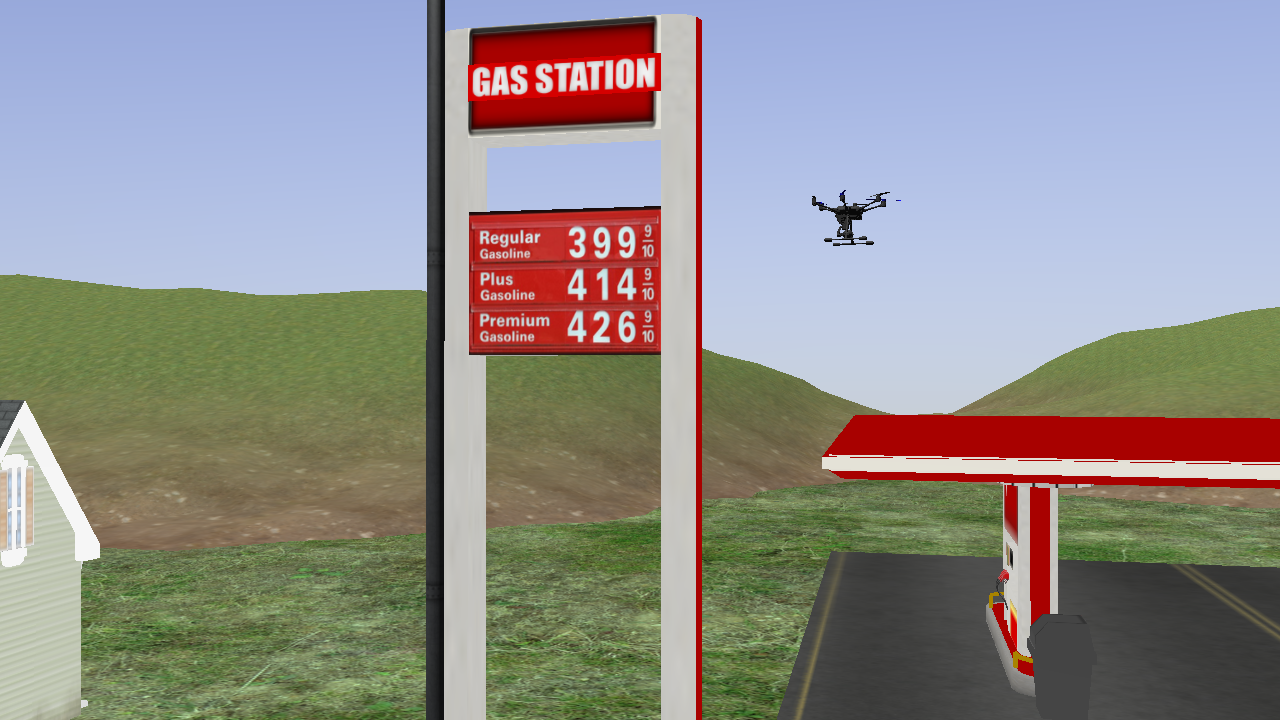 GAS STATION
Regular Gasoline 399 9/10
Plus Gasoline 414 9/10
Premium Gasoline 426 9/10